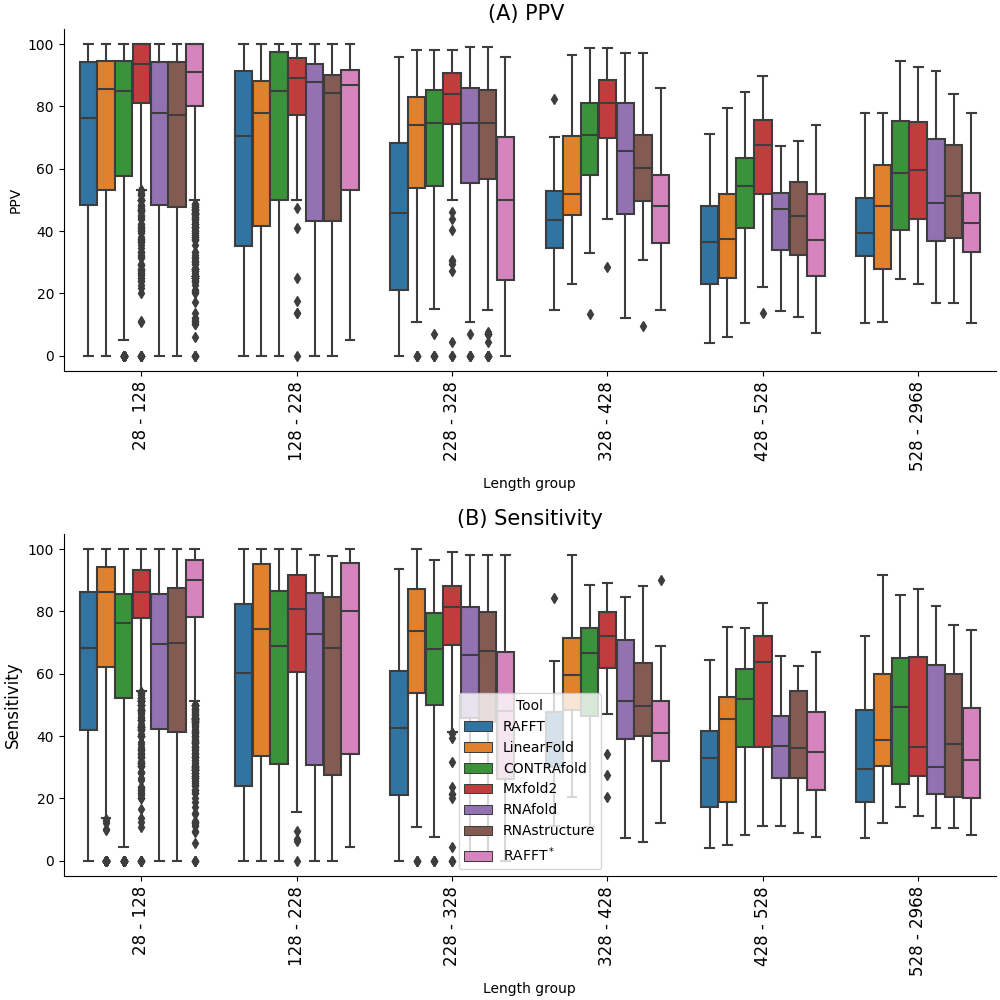 (A) PPV
100
80
60
40
20
0
PPV
28 - 128
128 - 228
228 - 328
328 - 428
428 - 528
528 - 2968
Length group
(B) Sensitivity
100
80
60
40
20
0
Sensitivity
Tool
RAFFT
LinearFold
CONTRAfold
Mxfold2
RNAfold
RNAstructure
RAFFT*
28 - 128
128 - 228
228 - 328
328 - 428
428 - 528
528 - 2968
Length group